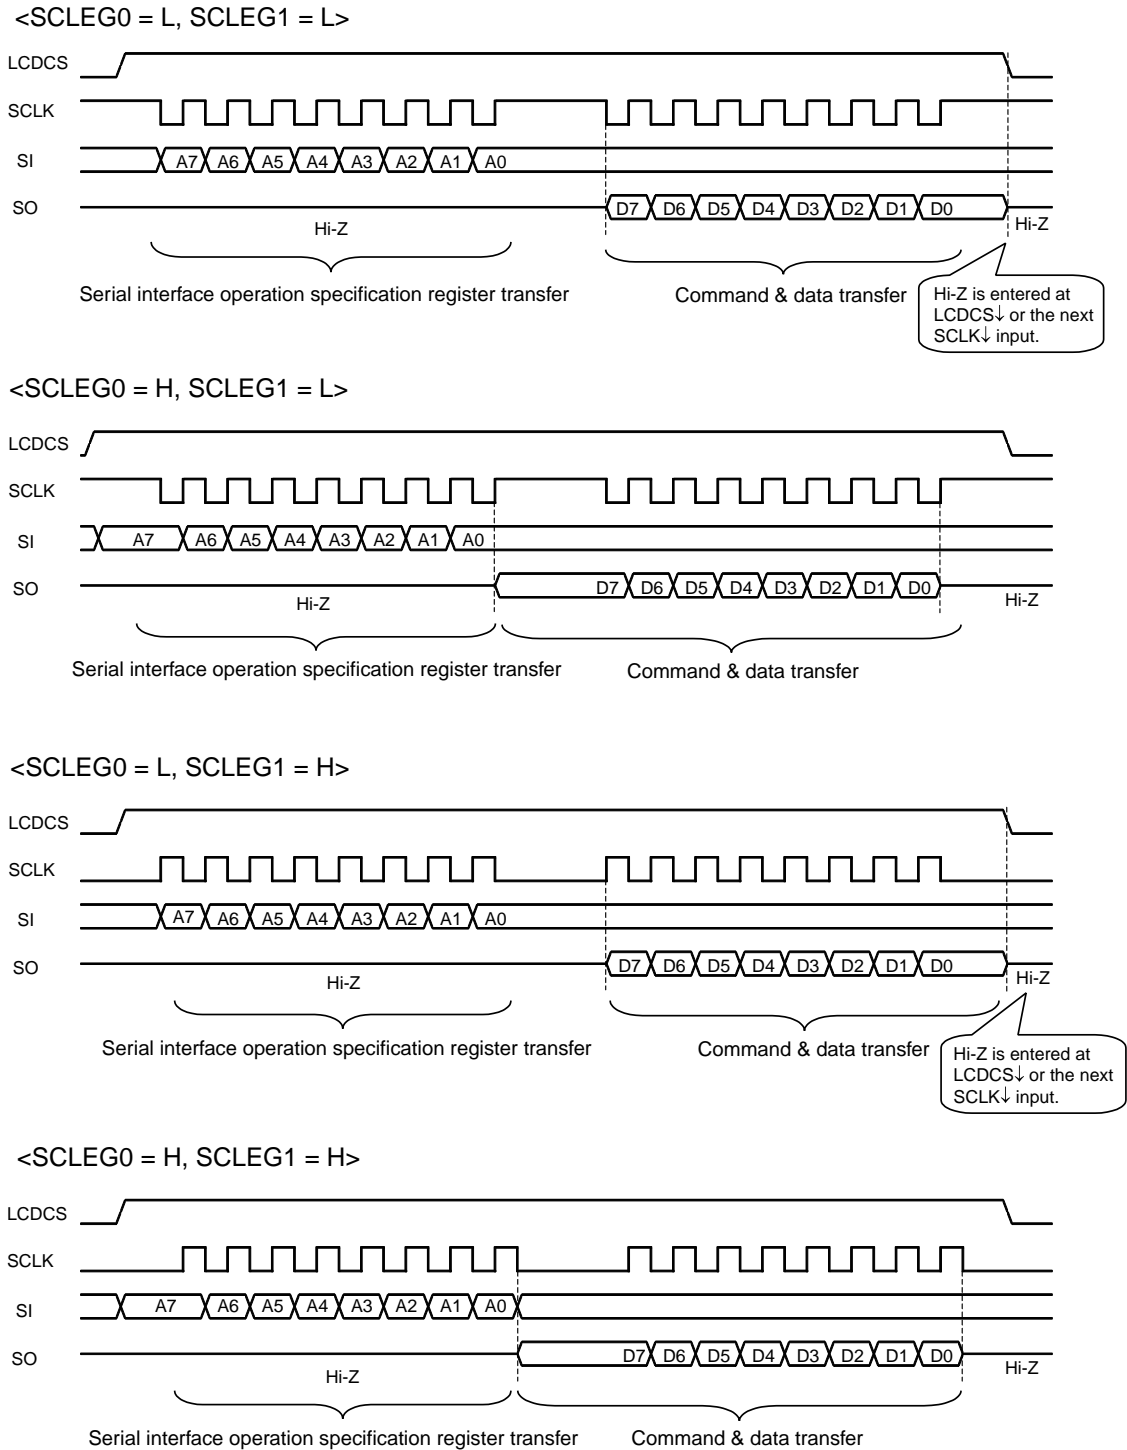 <SCLEG0 = L, SCLEG1 = L>
LCDCS
SCLK
SI A7 A6 A5 A4 A3 A2 A1 A0
SO D7 D6 D5 D4 D3 D2 D1 D0
Hi-Z Hi-Z
Serial interface operation specification register transfer Command & data transfer
Hi-Z is entered at
LCDCS↓ or the next
SCLK↓ input.
<SCLEG0 = H, SCLEG1 = L>
LCDCS
SCLK
SI A7 A6 A5 A4 A3 A2 A1 A0
SO D7 D6 D5 D4 D3 D2 D1 D0
Hi-Z Hi-Z
Serial interface operation specification register transfer Command & data transfer
<SCLEG0 = L, SCLEG1 = H>
LCDCS
SCLK
SI A7 A6 A5 A4 A3 A2 A1 A0
SO D7 D6 D5 D4 D3 D2 D1 D0
Hi-Z Hi-Z
Serial interface operation specification register transfer Command & data transfer
Hi-Z is entered at
LCDCS↓ or the next
SCLK↓ input.
<SCLEG0 = H, SCLEG1 = H>
LCDCS
SCLK
SI A7 A6 A5 A4 A3 A2 A1 A0
SO D7 D6 D5 D4 D3 D2 D1 D0
Hi-Z Hi-Z
Serial interface operation specification register transfer Command & data transfer